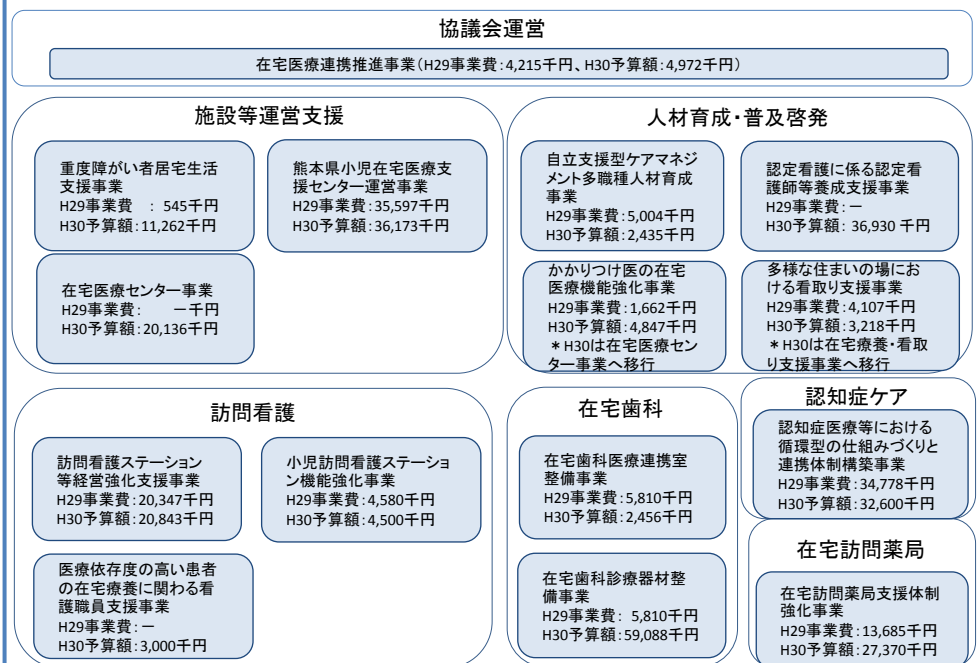 協議会運営
在宅医療連携推進事業(H29事業費:4,215千円、H30予算額:4,972千円)
施設等運営支援
重度障がい者居宅生活
支援事業
H29事業費 : 545千円
H30予算額:11,262千円
熊本県小児在宅医療支
援センター運営事業
H29事業費:35,597千円
H30予算額:36,173千円
在宅医療センター事業
H29事業費: ー千円
H30予算額:20,136千円
人材育成・普及啓発
自立支援型ケアマネジ
メント多職種人材育成
事業
H29事業費:5,004千円
H30予算額:2,435千円
認定看護に係る認定看
護師等養成支援事業
H29事業費:ー
H30予算額: 36,930 千円
かかりつけ医の在宅
医療機能強化事業
H29事業費:1,662千円
H30予算額:4,847千円
*H30は在宅医療セン
ター事業へ移行
多様な住まいの場にお
ける看取り支援事業
H29事業費:4,107千円
H30予算額:3,218千円
*H30は在宅療養・看取
り支援事業へ移行
訪問看護
訪問看護ステーション
等経営強化支援事業
H29事業費:20,347千円
H30予算額:20,843千円
小児訪問看護ステーショ
ン機能強化事業
H29事業費:4,580千円
H30予算額:4,500千円
医療依存度の高い患者
の在宅療養に関わる看
護職員支援事業
H29事業費:ー
H30予算額:3,000千円
在宅歯科
在宅歯科医療連携室
整備事業
H29事業費:5,810千円
H30予算額:2,456千円
在宅歯科診療器材整
備事業
H29事業費: 5,810千円
H30予算額:59,088千円
認知症ケア
認知症医療等における
循環型の仕組みづくりと
連携体制構築事業
H29事業費:34,778千円
H30予算額:32,600千円
在宅訪問薬局
在宅訪問薬局支援体制
強化事業
H29事業費:13,685千円
H30予算額:27,370千円